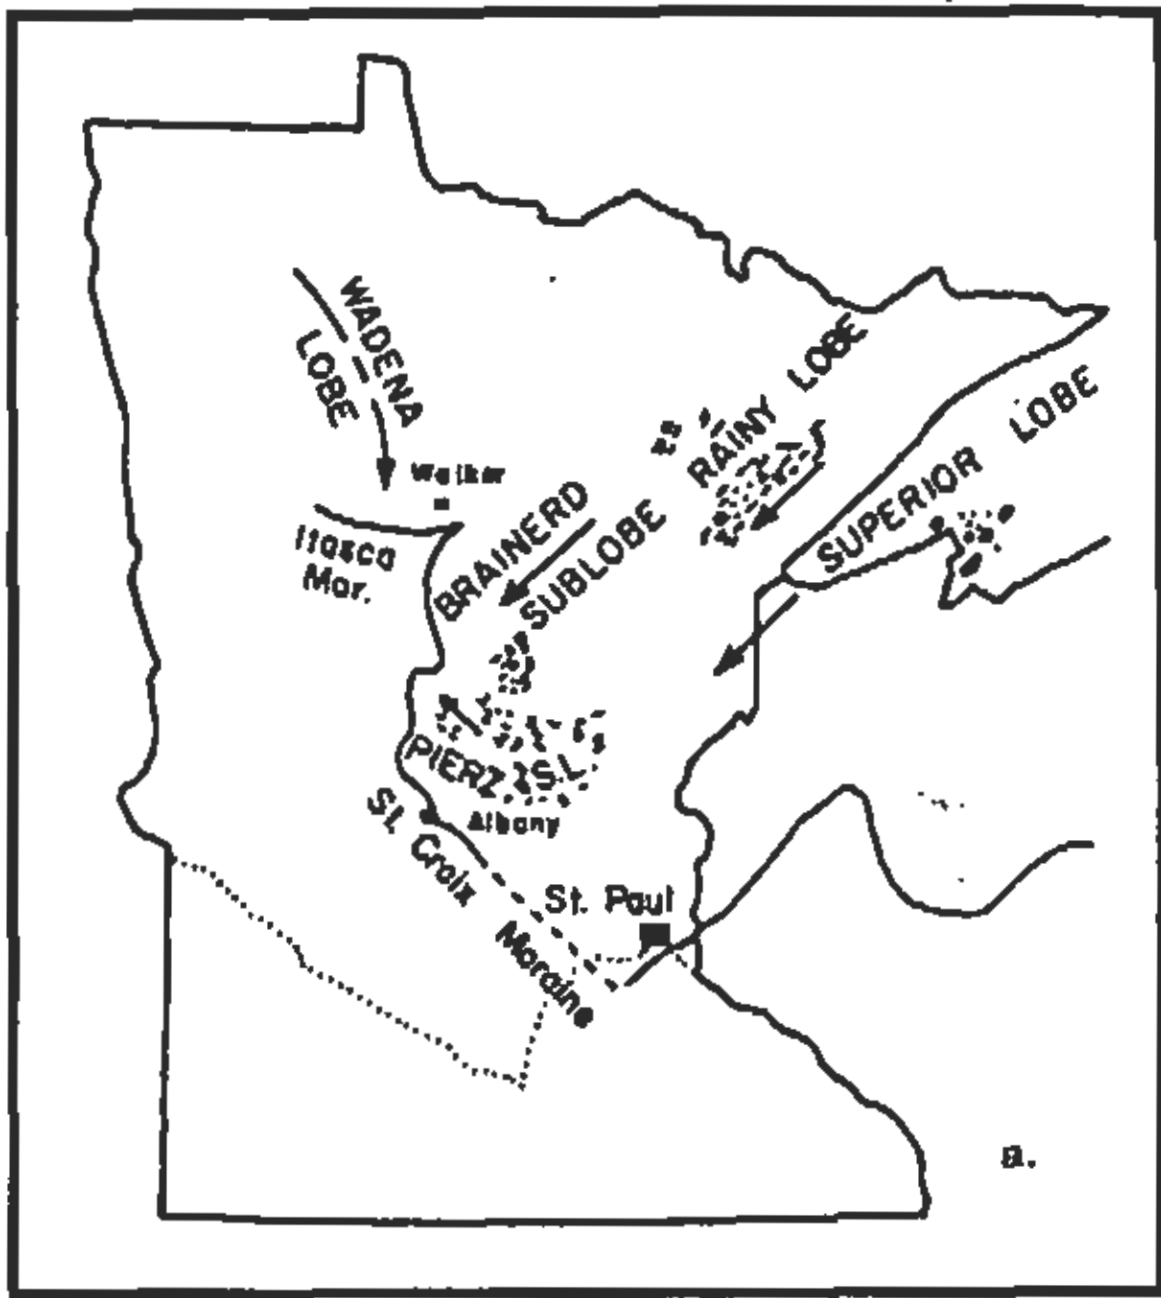 WADENA
LOBE
RAINY LOBE
SUPERIOR LOBE
Walker
Itasca
Mor.
BRAINERD
SUBLOBE
PIERZ S.L.
Albany
St. Croix Moraine
St. Paul
a.